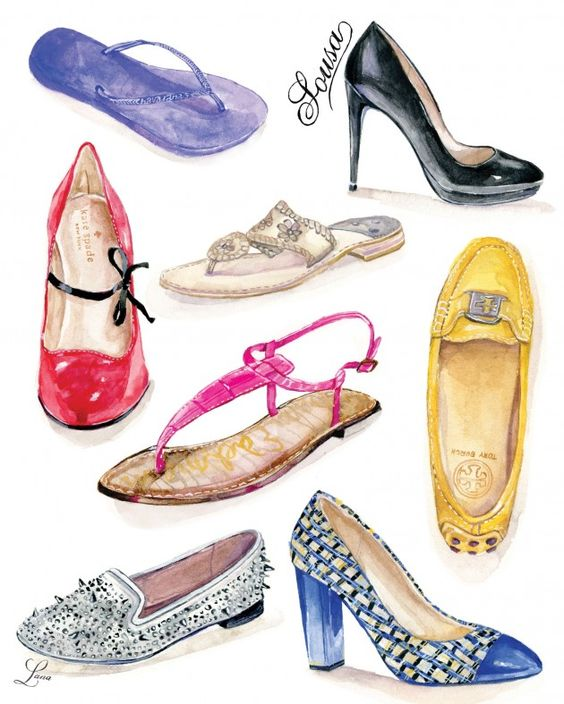 Lousa
kate spade
NEW YORK
TORY BURCH
Lana